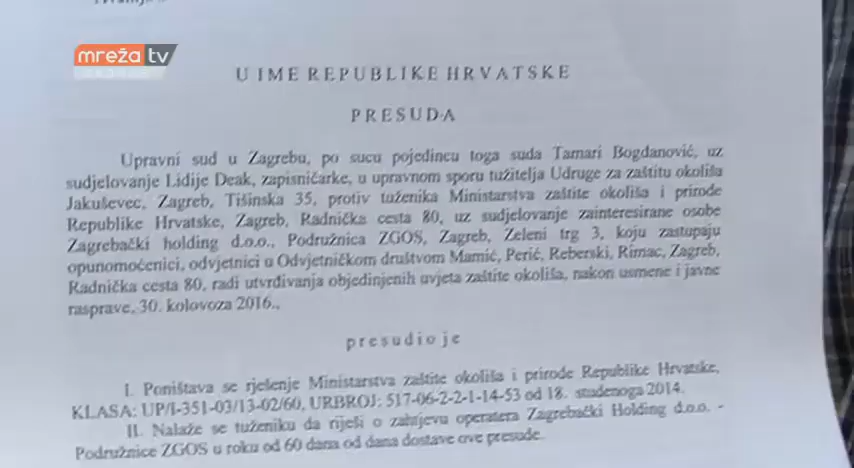 mreža tv
U IME REPUBLIKE HRVATSKE
PRESUDA
Upravni sud u Zagrebu, po sucu pojedincu toga suda Tamari Bogdanović, uz
sudjelovanje Lidije Deak, zapisničarke, u upravnom sporu tužitelja Udruge za zaštitu okoliša
Jakuševec, Zagreb, Tišinska 35, protiv tuženika Ministarstva zaštite okoliša i prirode
Republike Hrvatske, Zagreb, Radnička cesta 80, uz sudjelovanje zainteresirane osobe
Zagrebački holding d.o.o., Podružnica ZGOS, Zagreb, Zeleni trg 3, koju zastupaju
opunomoćenici, odvjetnici u Odvjetničkom društvom Mamić, Perić, Reberski, Rimac, Zagreb,
Radnička cesta 80, radi utvrđivanja objedinjenih uvjeta zaštite okoliša, nakon usmene i javne
rasprave, 30. kolovoza 2016.,
presudio je
I. Poništava se rješenje Ministarstva zaštite okoliša i prirode Republike Hrvatske,
KLASA: UP/I-351-03/13-02/60, URBROJ: 517-06-2-2-1-14-53 od 18. studenoga 2014.
II. Nalaže se tuženiku da riješi o zahtjevu operatera Zagrebački Holding d.o.o. -
Podružnice ZGOS u roku od 60 dana od dana dostave ove presude.